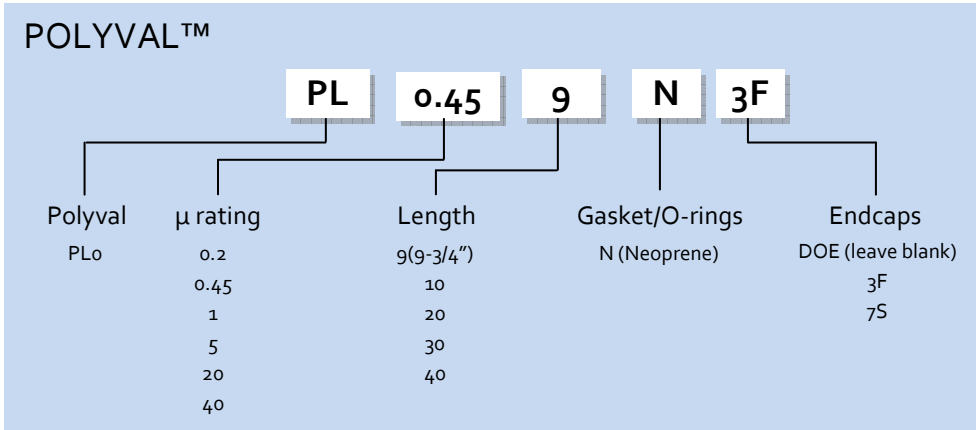 POLYVAL™
PL 0.45 9 N 3F
Polyval µ rating Length Gasket/O-rings Endcaps
PL0 0.2 9(9-3/4″) N (Neoprene) DOE (leave blank)
0.45 10 3F
1 20 7S
5 30
20 40
40